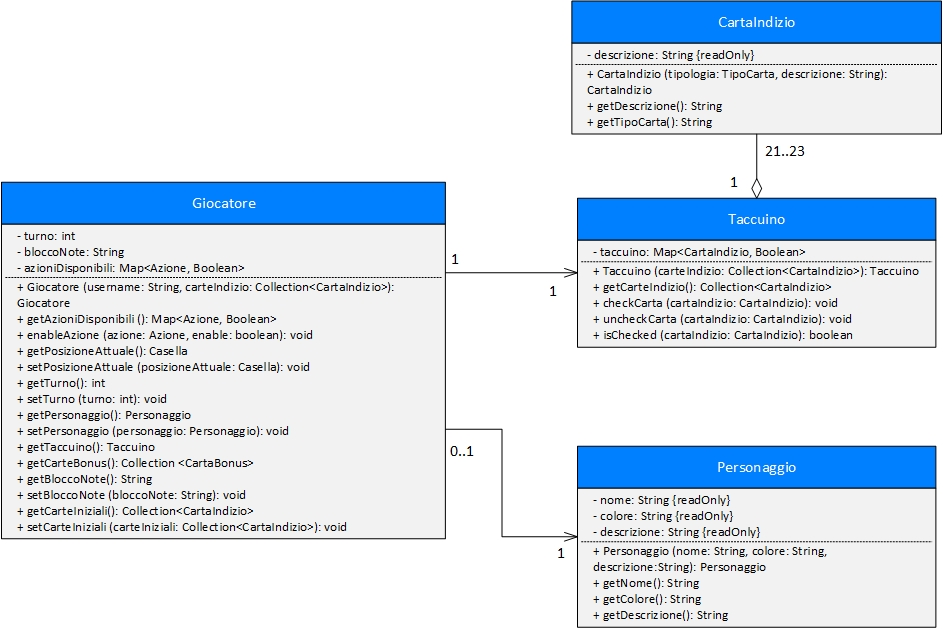 CartaIndizio
- descrizione: String {readOnly}
+ CartaIndizio (tipologia: TipoCarta, descrizione: String):
CartaIndizio
+ getDescrizione(): String
+ getTipoCarta(): String
21..23
1
Taccuino
- taccuino: Map<CartaIndizio, Boolean>
+ Taccuino (carteIndizio: Collection<CartaIndizio>): Taccuino
+ getCarteIndizio(): Collection<CartaIndizio>
+ checkCarta (cartaIndizio: CartaIndizio): void
+ uncheckCarta (cartaIndizio: CartaIndizio): void
+ isChecked (cartaIndizio: CartaIndizio): boolean
Giocatore
- turno: int
- bloccoNote: String
- azioniDisponibili: Map<Azione, Boolean>
+ Giocatore (username: String, carteIndizio: Collection<CartaIndizio>):
Giocatore
+ getAzioniDisponibili (): Map<Azione, Boolean>
+ enableAzione (azione: Azione, enable: boolean): void
+ getPosizioneAttuale(): Casella
+ setPosizioneAttuale (posizioneAttuale: Casella): void
+ getTurno(): int
+ setTurno (turno: int): void
+ getPersonaggio(): Personaggio
+ setPersonaggio (personaggio: Personaggio): void
+ getTaccuino(): Taccuino
+ getCarteBonus(): Collection <CartaBonus>
+ getBloccoNote(): String
+ setBloccoNote (bloccoNote: String): void
+ getCarteIniziali(): Collection<CartaIndizio>
+ setCarteIniziali (carteIniziali: Collection<CartaIndizio>): void
1
1
0..1
1
Personaggio
- nome: String {readOnly}
- colore: String {readOnly}
- descrizione: String {readOnly}
+ Personaggio (nome: String, colore: String,
descrizione:String): Personaggio
+ getNome(): String
+ getColore(): String
+ getDescrizione(): String